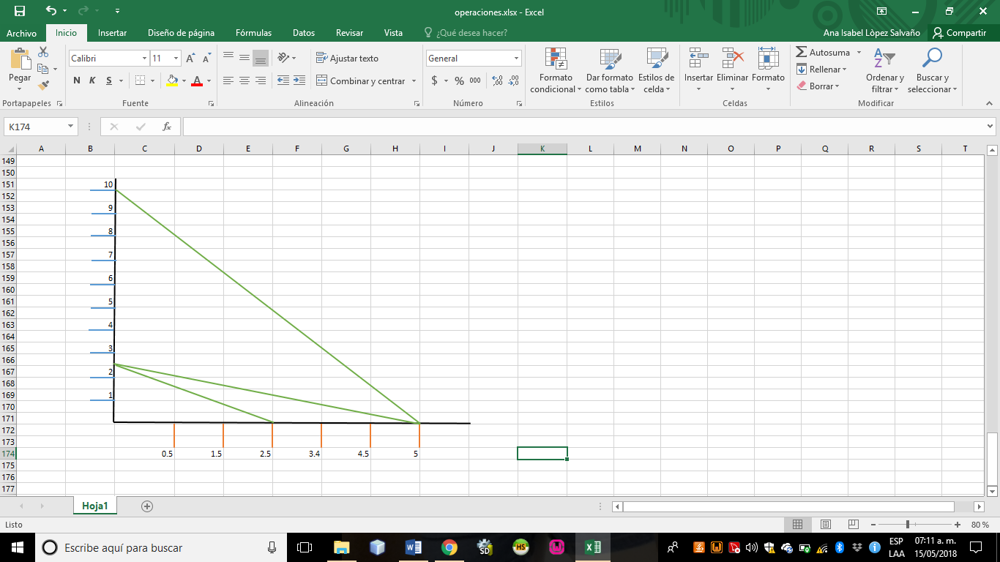 operaciones.xlsx - Excel
Archivo Inicio Insertar Diseño de página Fórmulas Datos Revisar Vista ¿Qué desea hacer? Ana Isabel Lòpez Salvaño Compartir
Pegar
Calibri 11
N K S
Ajustar texto
Combinar y centrar
General
$ % 000
Formato condicional
Dar formato como tabla
Estilos de celda
Insertar Eliminar Formato
Autosuma
Rellenar
Borrar
Ordenar y filtrar
Buscar y seleccionar
Portapapeles Fuente Alineación Número Estilos Celdas Modificar
K174 fx
A B C D E F G H I J K L M N O P Q R S T
149
150
151 10
152
153 9
154
155 8
156
157 7
158
159 6
160
161 5
162
163 4
164
165 3
166
167 2
168
169 1
170
171
172
173
174 0.5 1.5 2.5 3.4 4.5 5
175
176
177
Hoja1
Listo 80 %
Escribe aquí para buscar
ESP 07:11 a. m.
LAA 15/05/2018